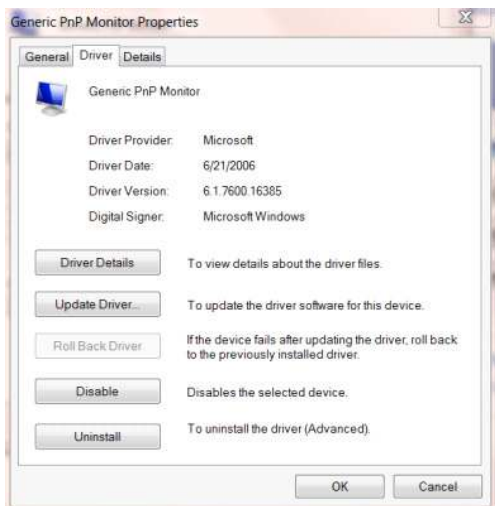 Generic PnP Monitor Properties
General Driver Details
Generic PnP Monitor
Driver Provider: Microsoft
Driver Date: 6/21/2006
Driver Version: 6.1.7600.16385
Digital Signer: Microsoft Windows
Driver Details To view details about the driver files.
Update Driver... To update the driver software for this device.
Roll Back Driver If the device fails after updating the driver, roll back
to the previously installed driver.
Disable Disables the selected device.
Uninstall To uninstall the driver (Advanced).
OK Cancel